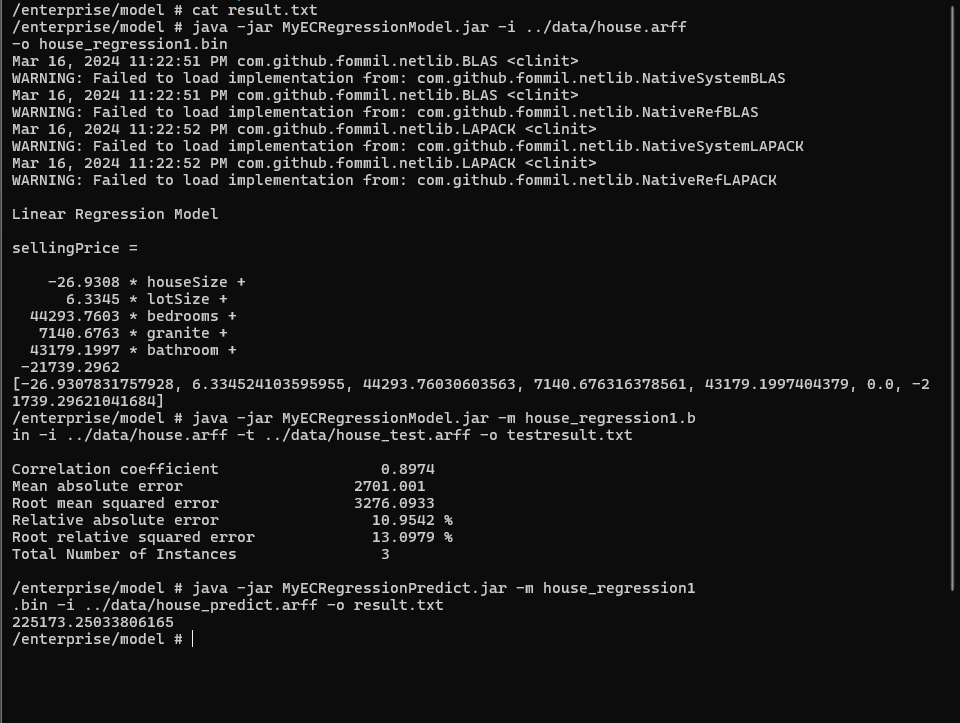 /enterprise/model # cat result.txt
/enterprise/model # java -jar MyECRegressionModel.jar -i ../data/house.arff
-o house_regression1.bin
Mar 16, 2024 11:22:51 PM com.github.fommil.netlib.BLAS <clinit>
WARNING: Failed to load implementation from: com.github.fommil.netlib.NativeSystemBLAS
Mar 16, 2024 11:22:51 PM com.github.fommil.netlib.BLAS <clinit>
WARNING: Failed to load implementation from: com.github.fommil.netlib.NativeRefBLAS
Mar 16, 2024 11:22:52 PM com.github.fommil.netlib.LAPACK <clinit>
WARNING: Failed to load implementation from: com.github.fommil.netlib.NativeSystemLAPACK
Mar 16, 2024 11:22:52 PM com.github.fommil.netlib.LAPACK <clinit>
WARNING: Failed to load implementation from: com.github.fommil.netlib.NativeRefLAPACK
Linear Regression Model
sellingPrice =
-26.9308 * houseSize +
6.3345 * lotSize +
44293.7603 * bedrooms +
7140.6763 * granite +
43179.1997 * bathroom +
-21739.2962
[-26.9307831757928, 6.334524103595955, 44293.76030603563, 7140.676316378561, 43179.1997404379, 0.0, -2
1739.29621041684]
/enterprise/model # java -jar MyECRegressionModel.jar -m house_regression1.b
in -i ../data/house.arff -t ../data/house_test.arff -o testresult.txt
Correlation coefficient 0.8974
Mean absolute error 2701.001
Root mean squared error 3276.0933
Relative absolute error 10.9542 %
Root relative squared error 13.0979 %
Total Number of Instances 3
/enterprise/model # java -jar MyECRegressionPredict.jar -m house_regression1
.bin -i ../data/house_predict.arff -o result.txt
225173.25033806165
/enterprise/model #